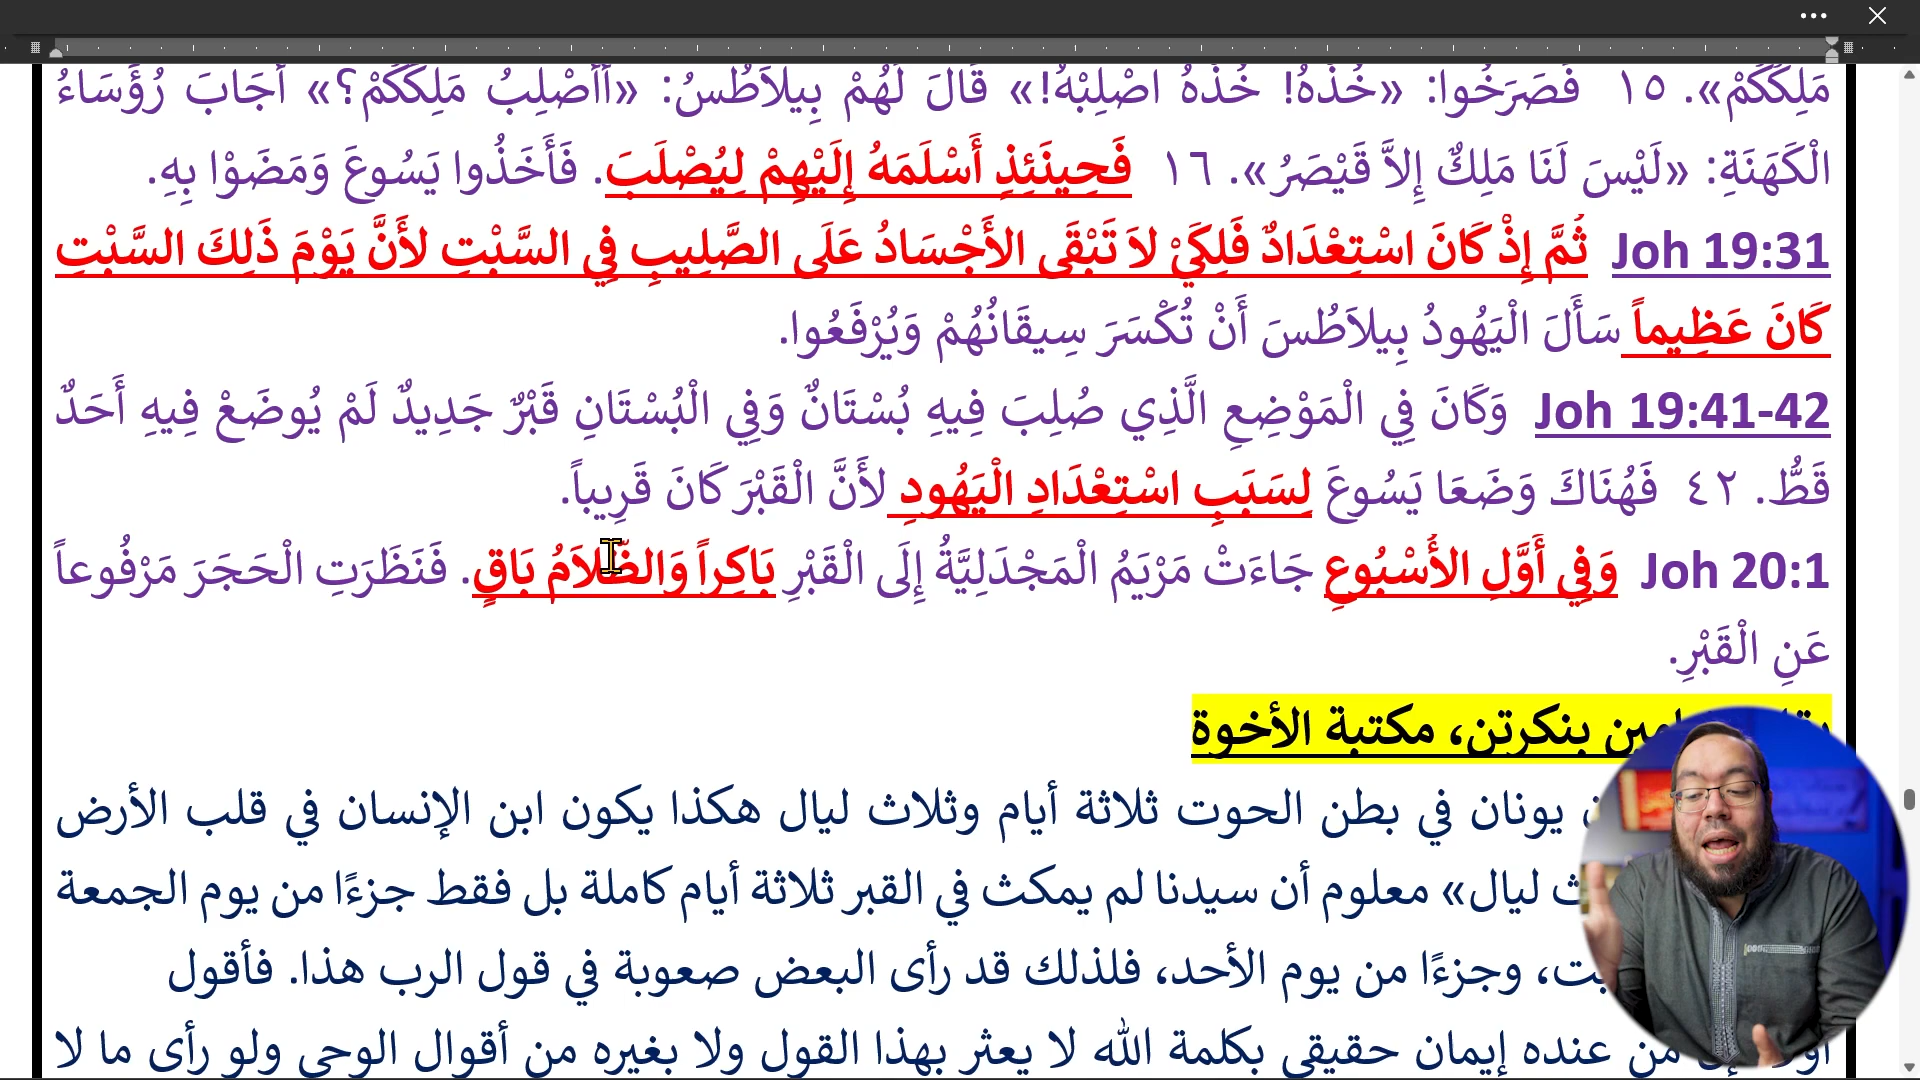 مَلِكَكُمْ». ١٥ فَصَرَخُوا: «خُذْهُ! خُذْهُ اصْلِبْهُ!» قَالَ لَهُمْ بِيلاَطُسُ: «أَأَصْلِبُ مَلِكَكُمْ؟» أَجَابَ رُؤَسَاءُ
الْكَهَنَةِ: «لَيْسَ لَنَا مَلِكٌ إِلاَّ قَيْصَرُ». ١٦ فَحِينَئِذٍ أَسْلَمَهُ إِلَيْهِمْ لِيُصْلَبَ. فَأَخَذُوا يَسُوعَ وَمَضَوْا بِهِ.
Joh 19:31 ثُمَّ إِذْ كَانَ اسْتِعْدَادٌ فَلِكَيْ لاَ تَبْقَى الأَجْسَادُ عَلَى الصَّلِيبِ فِي السَّبْتِ لأَنَّ يَوْمَ ذَلِكَ السَّبْتِ
كَانَ عَظِيماً سَأَلَ الْيَهُودُ بِيلاَطُسَ أَنْ تُكْسَرَ سِيقَانُهُمْ وَيُرْفَعُوا.
Joh 19:41-42 وَكَانَ فِي الْمَوْضِعِ الَّذِي صُلِبَ فِيهِ بُسْتَانٌ وَفِي الْبُسْتَانِ قَبْرٌ جَدِيدٌ لَمْ يُوضَعْ فِيهِ أَحَدٌ
قَطُّ. ٤٢ فَهُنَاكَ وَضَعَا يَسُوعَ لِسَبَبِ اسْتِعْدَادِ الْيَهُودِ لأَنَّ الْقَبْرَ كَانَ قَرِيباً.
Joh 20:1 وَفِي أَوَّلِ الأُسْبُوعِ جَاءَتْ مَرْيَمُ الْمَجْدَلِيَّةُ إِلَى الْقَبْرِ بَاكِراً وَالظّلاَمُ بَاقٍ. فَنَظَرَتِ الْحَجَرَ مَرْفُوعاً
عَنِ الْقَبْرِ.
بنكرتن، مكتبة الأخوة
يونان في بطن الحوت ثلاثة أيام وثلاث ليال هكذا يكون ابن الإنسان في قلب الأرض
ليال» معلوم أن سيدنا لم يمكث في القبر ثلاثة أيام كاملة بل فقط جزءًا من يوم الجمعة
وجزءًا من يوم الأحد، فلذلك قد رأى البعض صعوبة في قول الرب هذا. فأقول
من عنده إيمان حقيقي بكلمة الله لا يعثر بهذا القول ولا بغيره من أقوال الوحي ولو رأى ما لا